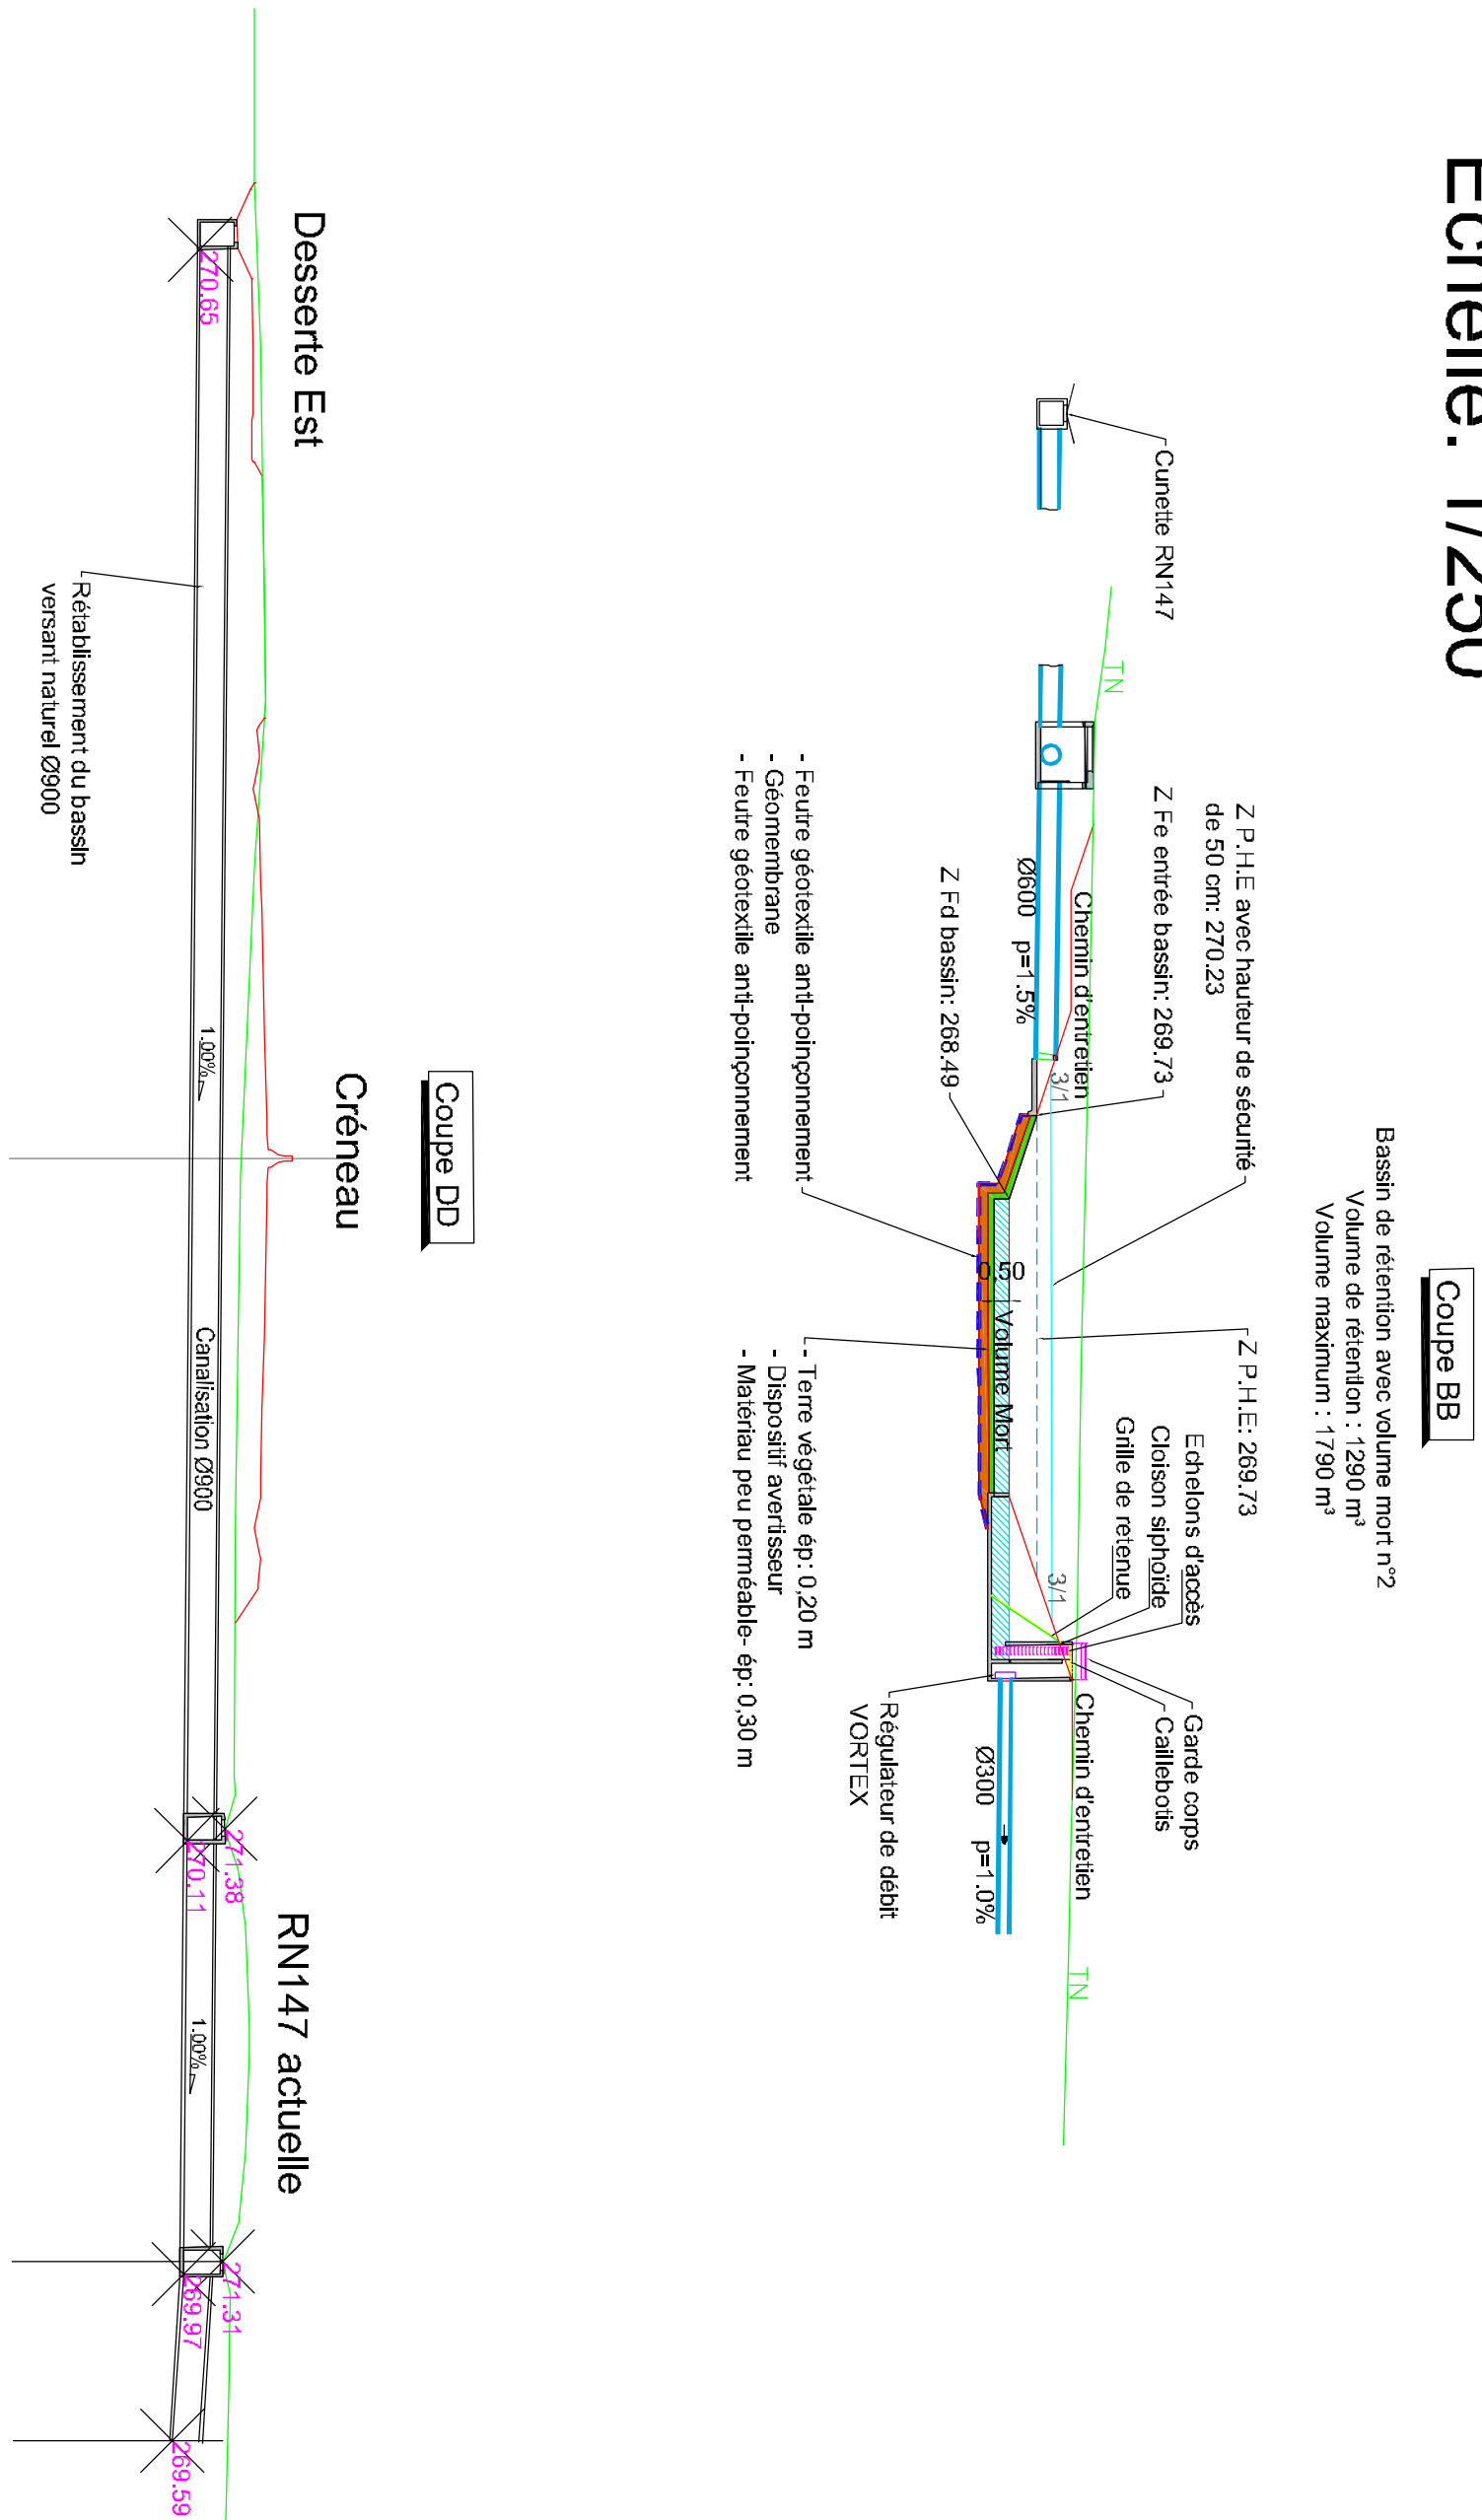 Echelle: 1/250
Coupe BB
Bassin de rétention avec volume mort n°2
Volume de rétention : 1290 m³
Volume maximum : 1790 m³
Z P.H.E avec hauteur de sécurité
de 50 cm: 270.23
Z P.H.E: 269.73
Z Fe entrée bassin: 269.73
Z Fd bassin: 268.49
Cunette RN147
TN
Echelons d'accès
Cloison siphoïde
Grille de retenue
Garde corps
Caillebotis
Chemin d'entretien
3/1
Ø600 p=1.5%
0,50
Volume Mort
3/1
Chemin d'entretien
Ø300 p=1.0%
TN
Régulateur de débit
VORTEX
- Feutre géotextile anti-poinçonnement
- Géomembrane
- Feutre géotextile anti-poinçonnement
- Terre végétale ép: 0,20 m
- Dispositif avertisseur
- Matériau peu perméable- ép: 0,30 m
Coupe DD
Desserte Est
Créneau
RN147 actuelle
270.65
1.00%
Canalisation Ø900
271.38
270.11
1.00%
271.31
269.97
269.59
Rétablissement du bassin
versant naturel Ø900